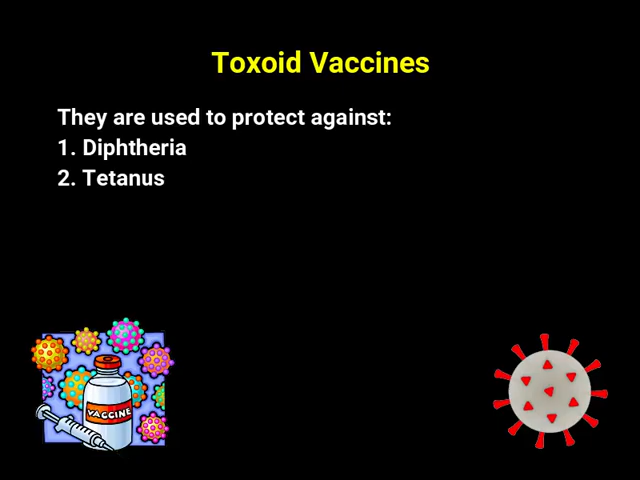 Toxoid Vaccines
They are used to protect against:
1. Diphtheria
2. Tetanus
VACCINE